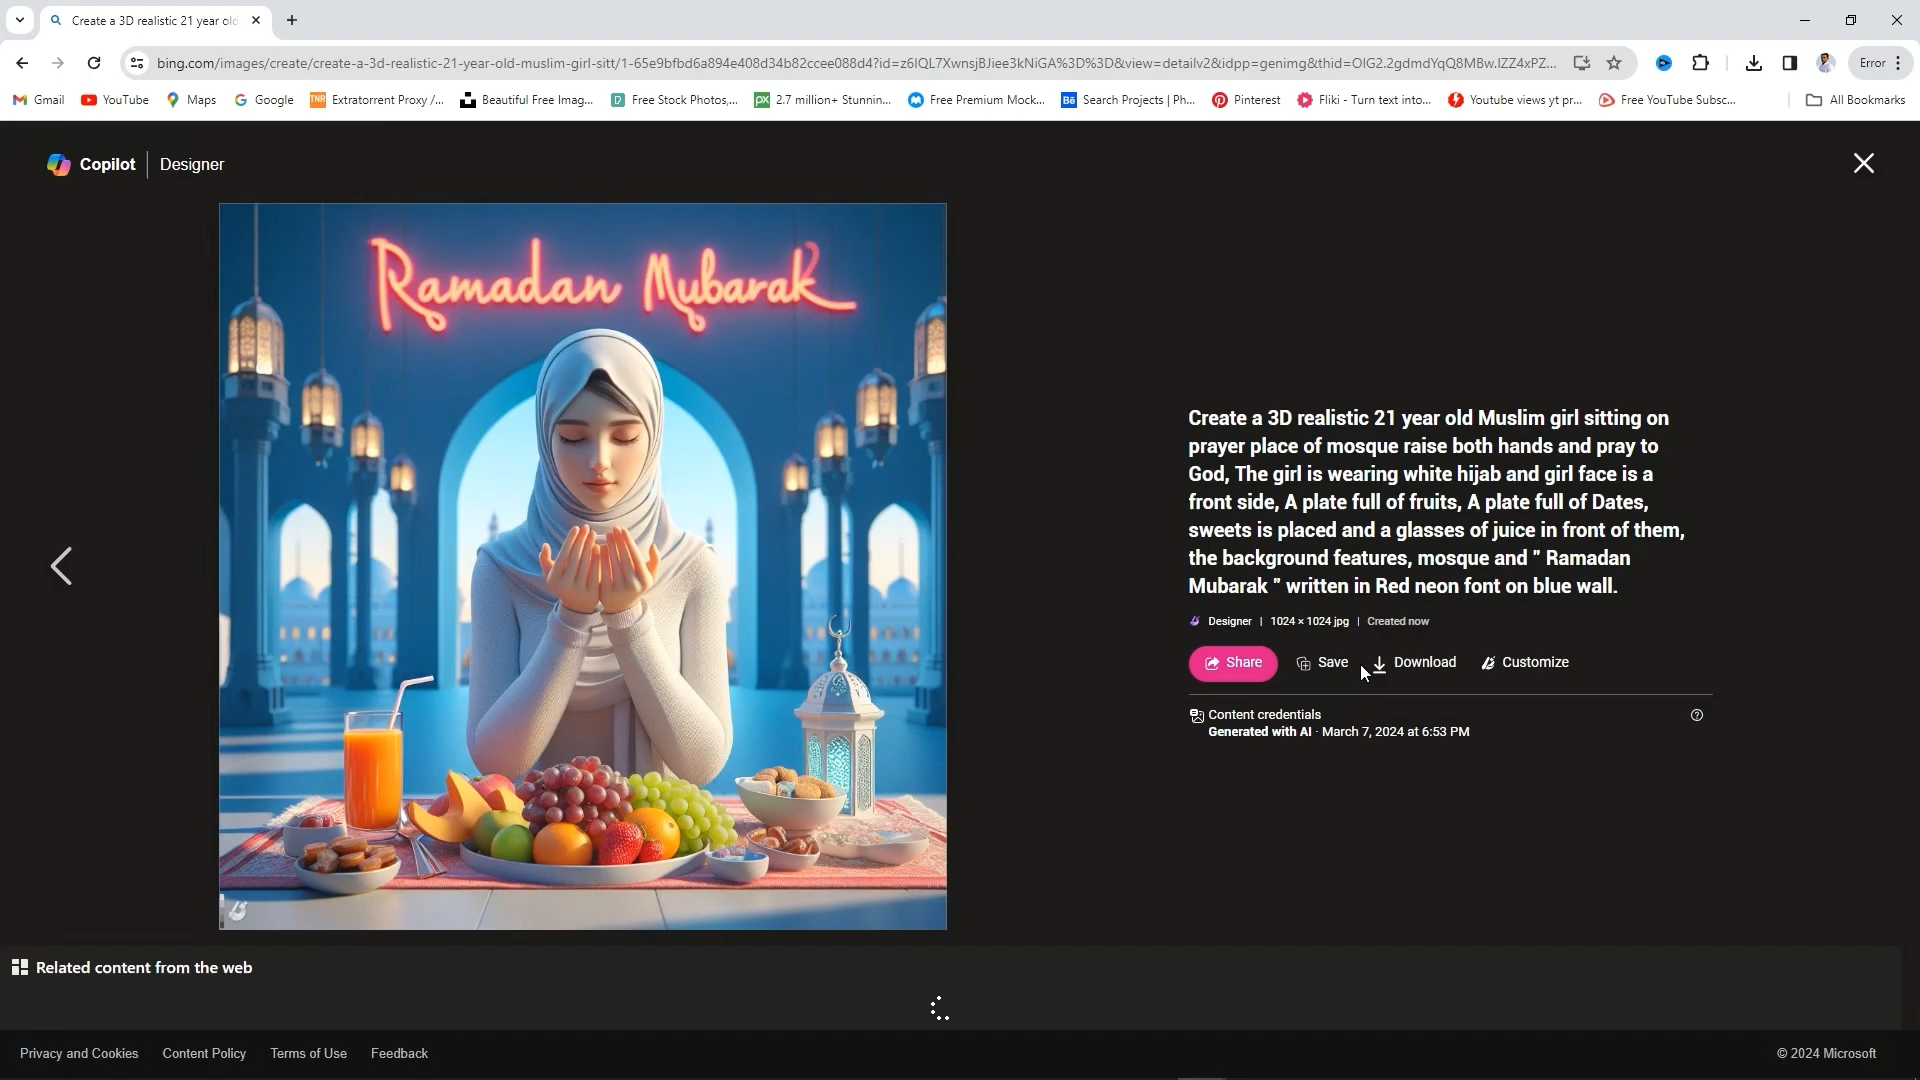 Create a 3D realistic 21 year old
bing.com/images/create/create-a-3d-realistic-21-year-old-muslim-girl-sitt/1-65e9bfbd6a894e408d34b82ccee088d4?id=z6IQL7XwnsjBJiee3kNiGA%3D%3D&view=detailv2&idpp=genimg&thid=OIG2.2gdmdYqQ8MBw.IZZ4xPZ...
Error
Gmail YouTube Maps Google Extratorrent Proxy /... Beautiful Free Imag... Free Stock Photos,... 2.7 million+ Stunnin... Free Premium Mock... Search Projects | Ph... Pinterest Fliki - Turn text into... Youtube views yt pr... Free YouTube Subsc... All Bookmarks
Copilot | Designer
Ramadan Mubarak
Create a 3D realistic 21 year old Muslim girl sitting on
prayer place of mosque raise both hands and pray to
God, The girl is wearing white hijab and girl face is a
front side, A plate full of fruits, A plate full of Dates,
sweets is placed and a glasses of juice in front of them,
the background features, mosque and " Ramadan
Mubarak " written in Red neon font on blue wall.
Designer | 1024 × 1024 jpg | Created now
Share Save Download Customize
Content credentials
Generated with AI · March 7, 2024 at 6:53 PM
Related content from the web
Privacy and Cookies Content Policy Terms of Use Feedback © 2024 Microsoft